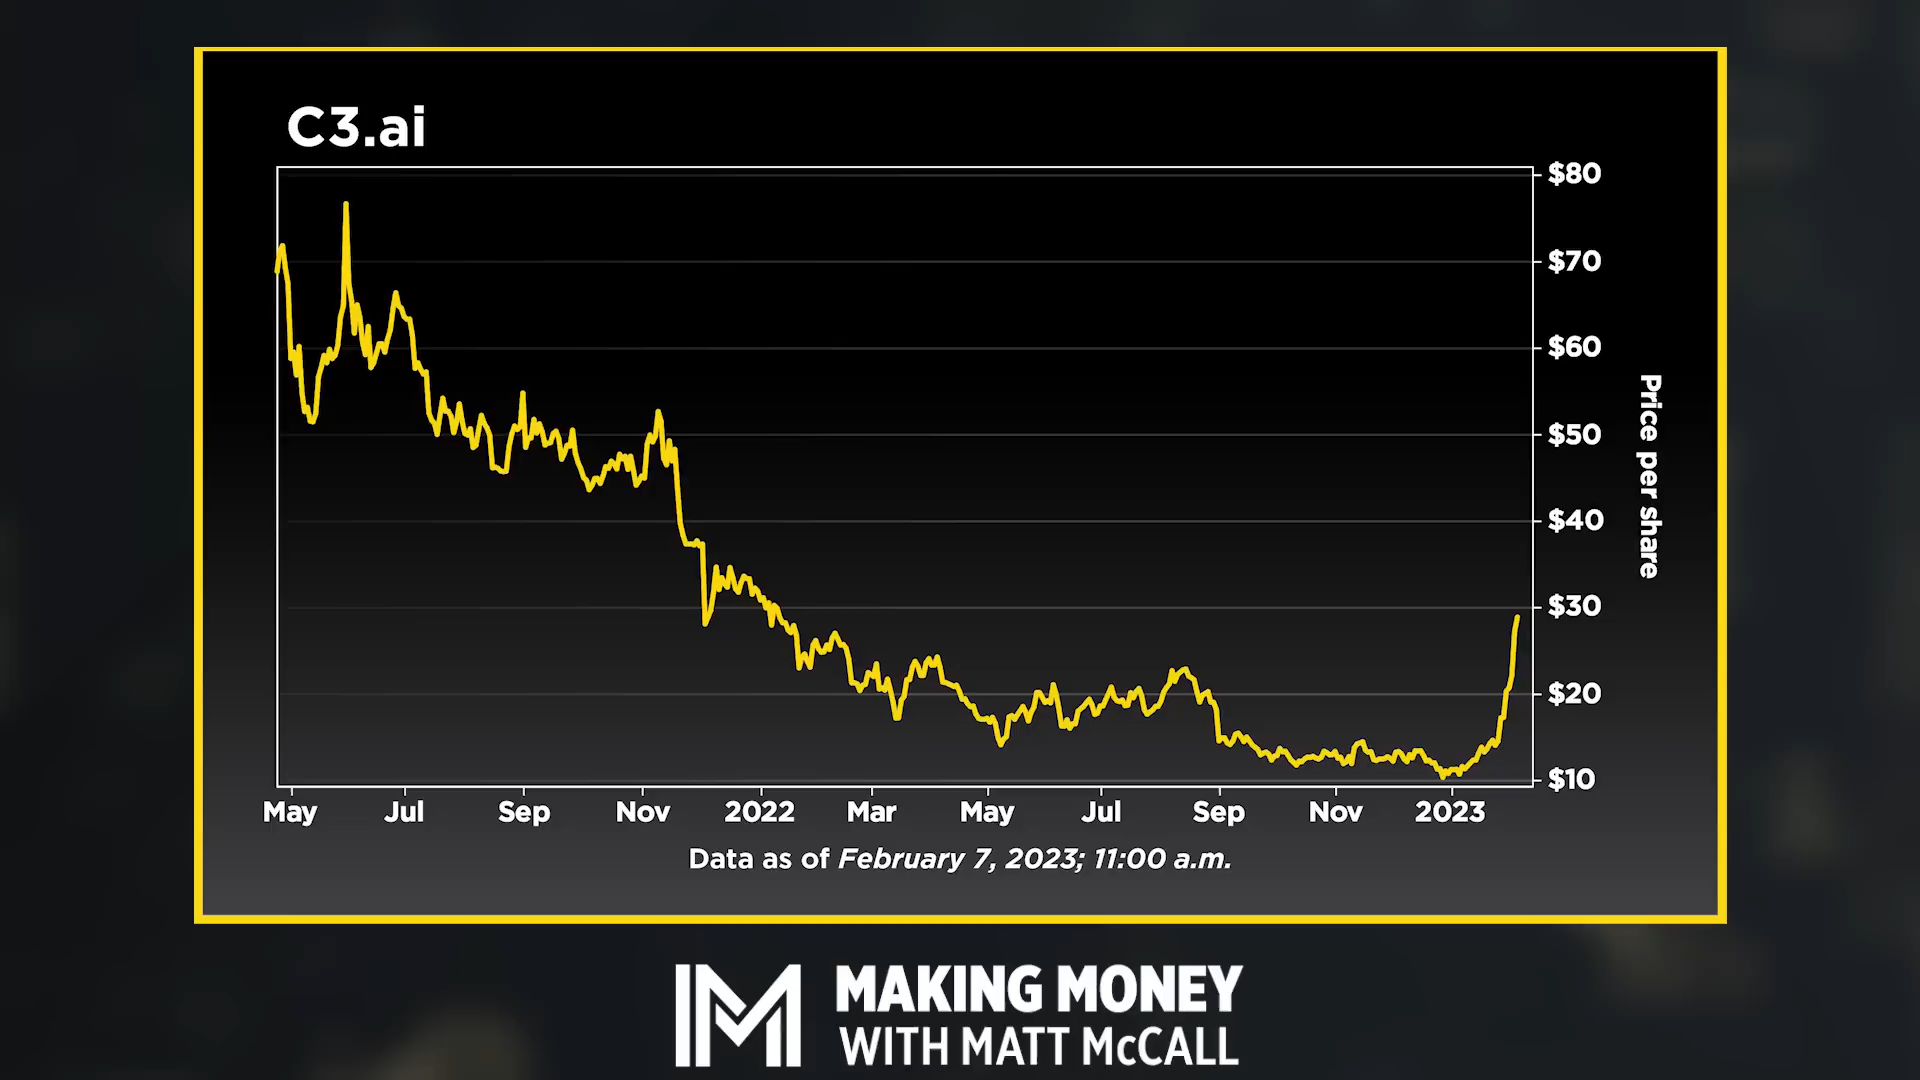 C3.ai
$80
$70
$60
$50
$40
$30
$20
$10
Price per share
May Jul Sep Nov 2022 Mar May Jul Sep Nov 2023
Data as of February 7, 2023; 11:00 a.m.
MAKING MONEY
WITH MATT McCALL